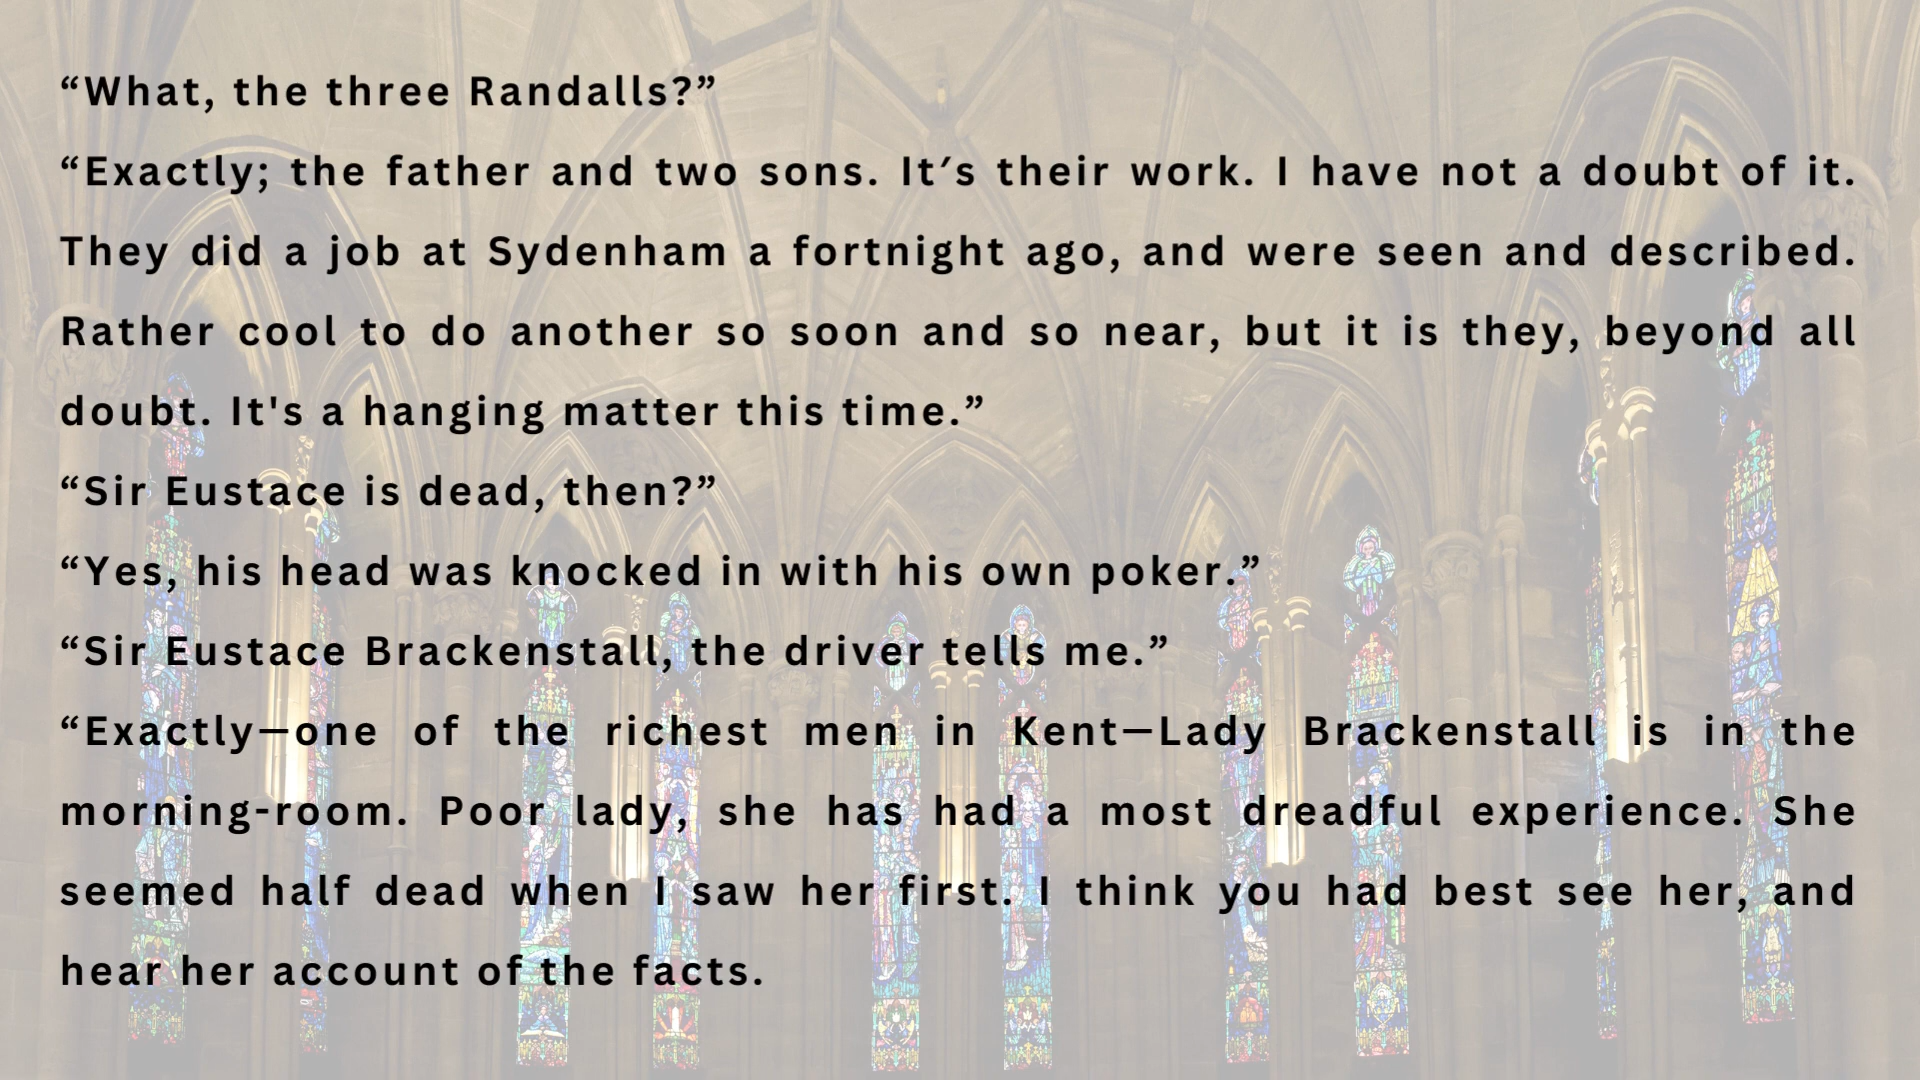 “What, the three Randalls?”
“Exactly; the father and two sons. It′s their work. I have not a doubt of it.
They did a job at Sydenham a fortnight ago, and were seen and described.
Rather cool to do another so soon and so near, but it is they, beyond all
doubt. It's a hanging matter this time.”
“Sir Eustace is dead, then?”
“Yes, his head was knocked in with his own poker.”
“Sir Eustace Brackenstall, the driver tells me.”
“Exactly—one of the richest men in Kent—Lady Brackenstall is in the
morning-room. Poor lady, she has had a most dreadful experience. She
seemed half dead when I saw her first. I think you had best see her, and
hear her account of the facts.